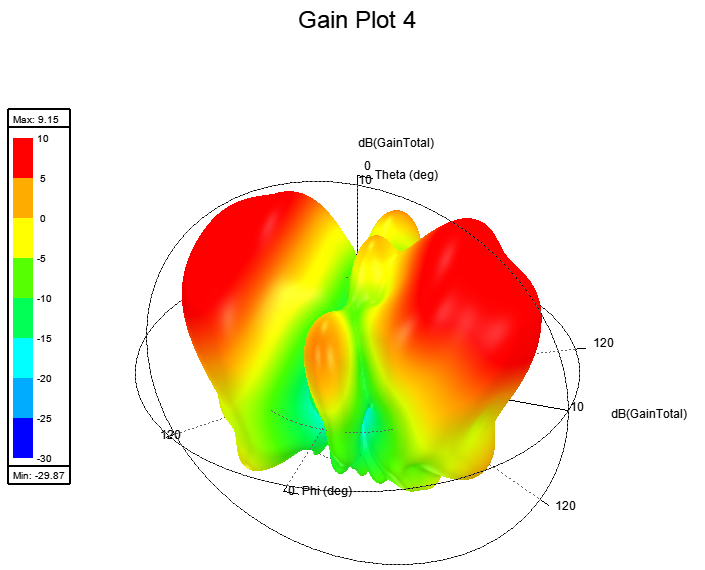 Gain Plot 4
Max: 9.15
10
5
0
-5
-10
-15
-20
-25
-30
Min: -29.87
dB(GainTotal)
0
10
Theta (deg)
120
10
dB(GainTotal)
120
0
Phi (deg)
120